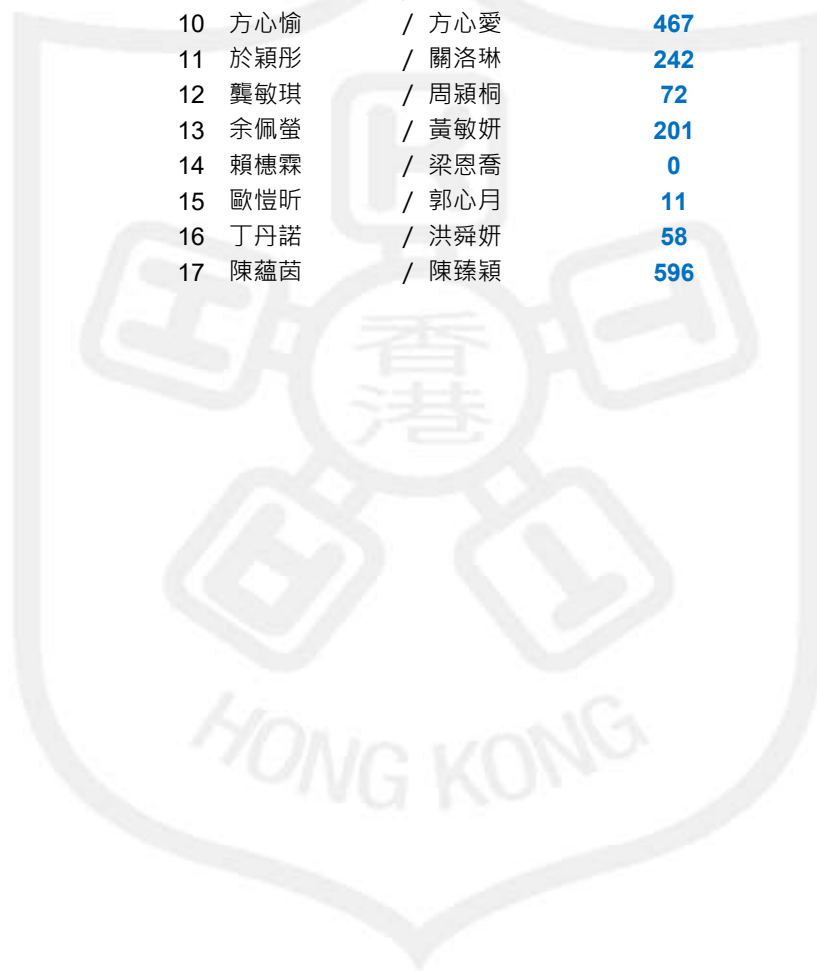 10 方心愉 / 方心愛 467
11 於穎彤 / 關洛琳 242
12 龔敏琪 / 周潁桐 72
13 余佩螢 / 黃敏妍 201
14 賴橞霖 / 梁恩喬 0
15 歐愷昕 / 郭心月 11
16 丁丹諾 / 洪舜妍 58
17 陳蘊茵 / 陳臻穎 596
香
港
HONG KONG